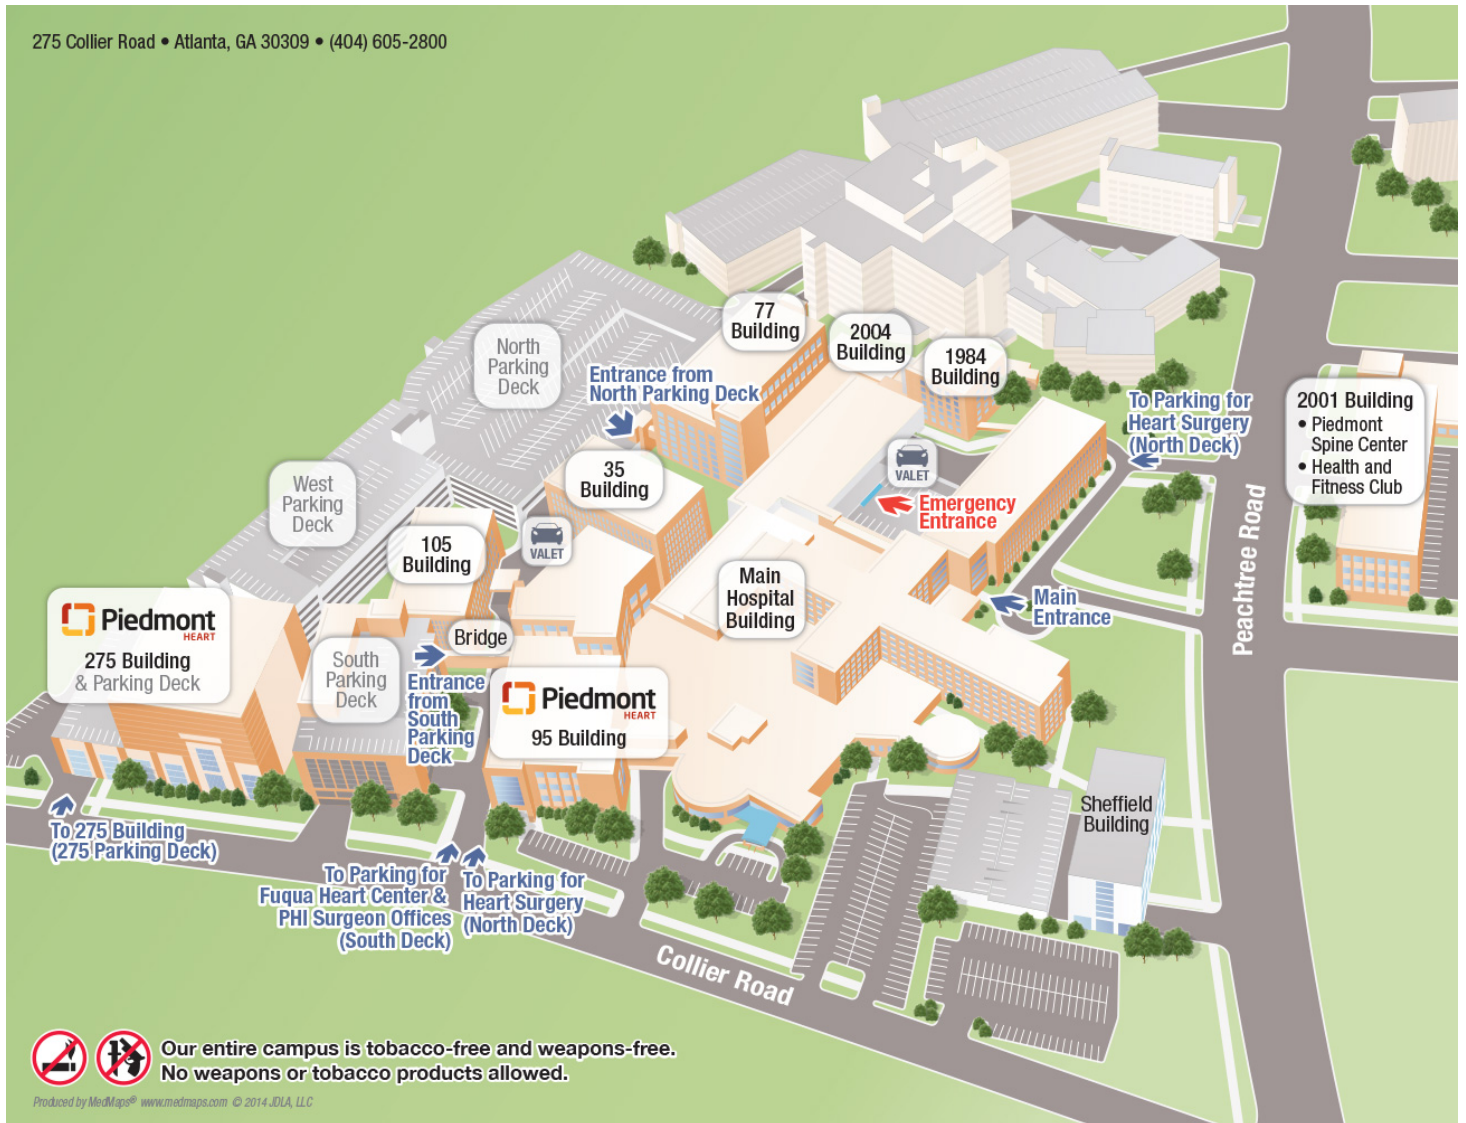 275 Collier Road • Atlanta, GA 30309 • (404) 605-2800
77
Building
2004
Building
1984
Building
North
Parking
Deck
Entrance from
North Parking Deck
To Parking for
Heart Surgery
(North Deck)
2001 Building
• Piedmont
Spine Center
• Health and
Fitness Club
35
Building
VALET
Emergency
Entrance
West
Parking
Deck
105
Building
VALET
Main
Hospital
Building
Main
Entrance
Peachtree Road
Piedmont
HEART
275 Building
& Parking Deck
South
Parking
Deck
Bridge
Entrance
from
South
Parking
Deck
Piedmont
HEART
95 Building
Sheffield
Building
To 275 Building
(275 Parking Deck)
To Parking for
Fuqua Heart Center &
PHI Surgeon Offices
(South Deck)
To Parking for
Heart Surgery
(North Deck)
Collier Road
Our entire campus is tobacco-free and weapons-free.
No weapons or tobacco products allowed.
Produced by MedMaps® www.medmaps.com © 2014 JDLA, LLC